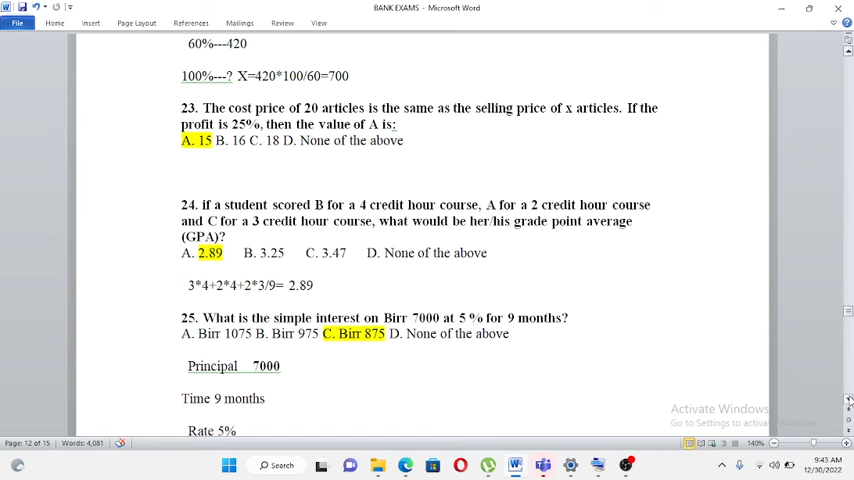 BANK EXAMS - Microsoft Word
File Home Insert Page Layout References Mailings Review View
60%---420
100%---? X=420*100/60=700
23. The cost price of 20 articles is the same as the selling price of x articles. If the
profit is 25%, then the value of A is:
A. 15 B. 16 C. 18 D. None of the above
24. if a student scored B for a 4 credit hour course, A for a 2 credit hour course
and C for a 3 credit hour course, what would be her/his grade point average
(GPA)?
A. 2.89 B. 3.25 C. 3.47 D. None of the above
3*4+2*4+2*3/9= 2.89
25. What is the simple interest on Birr 7000 at 5 % for 9 months?
A. Birr 1075 B. Birr 975 C. Birr 875 D. None of the above
Principal 7000
Time 9 months
Rate 5%
Activate Windows
Go to Settings to activate Windows.
Page: 12 of 15 Words: 4,081 140%
Search
9:43 AM
12/30/2022